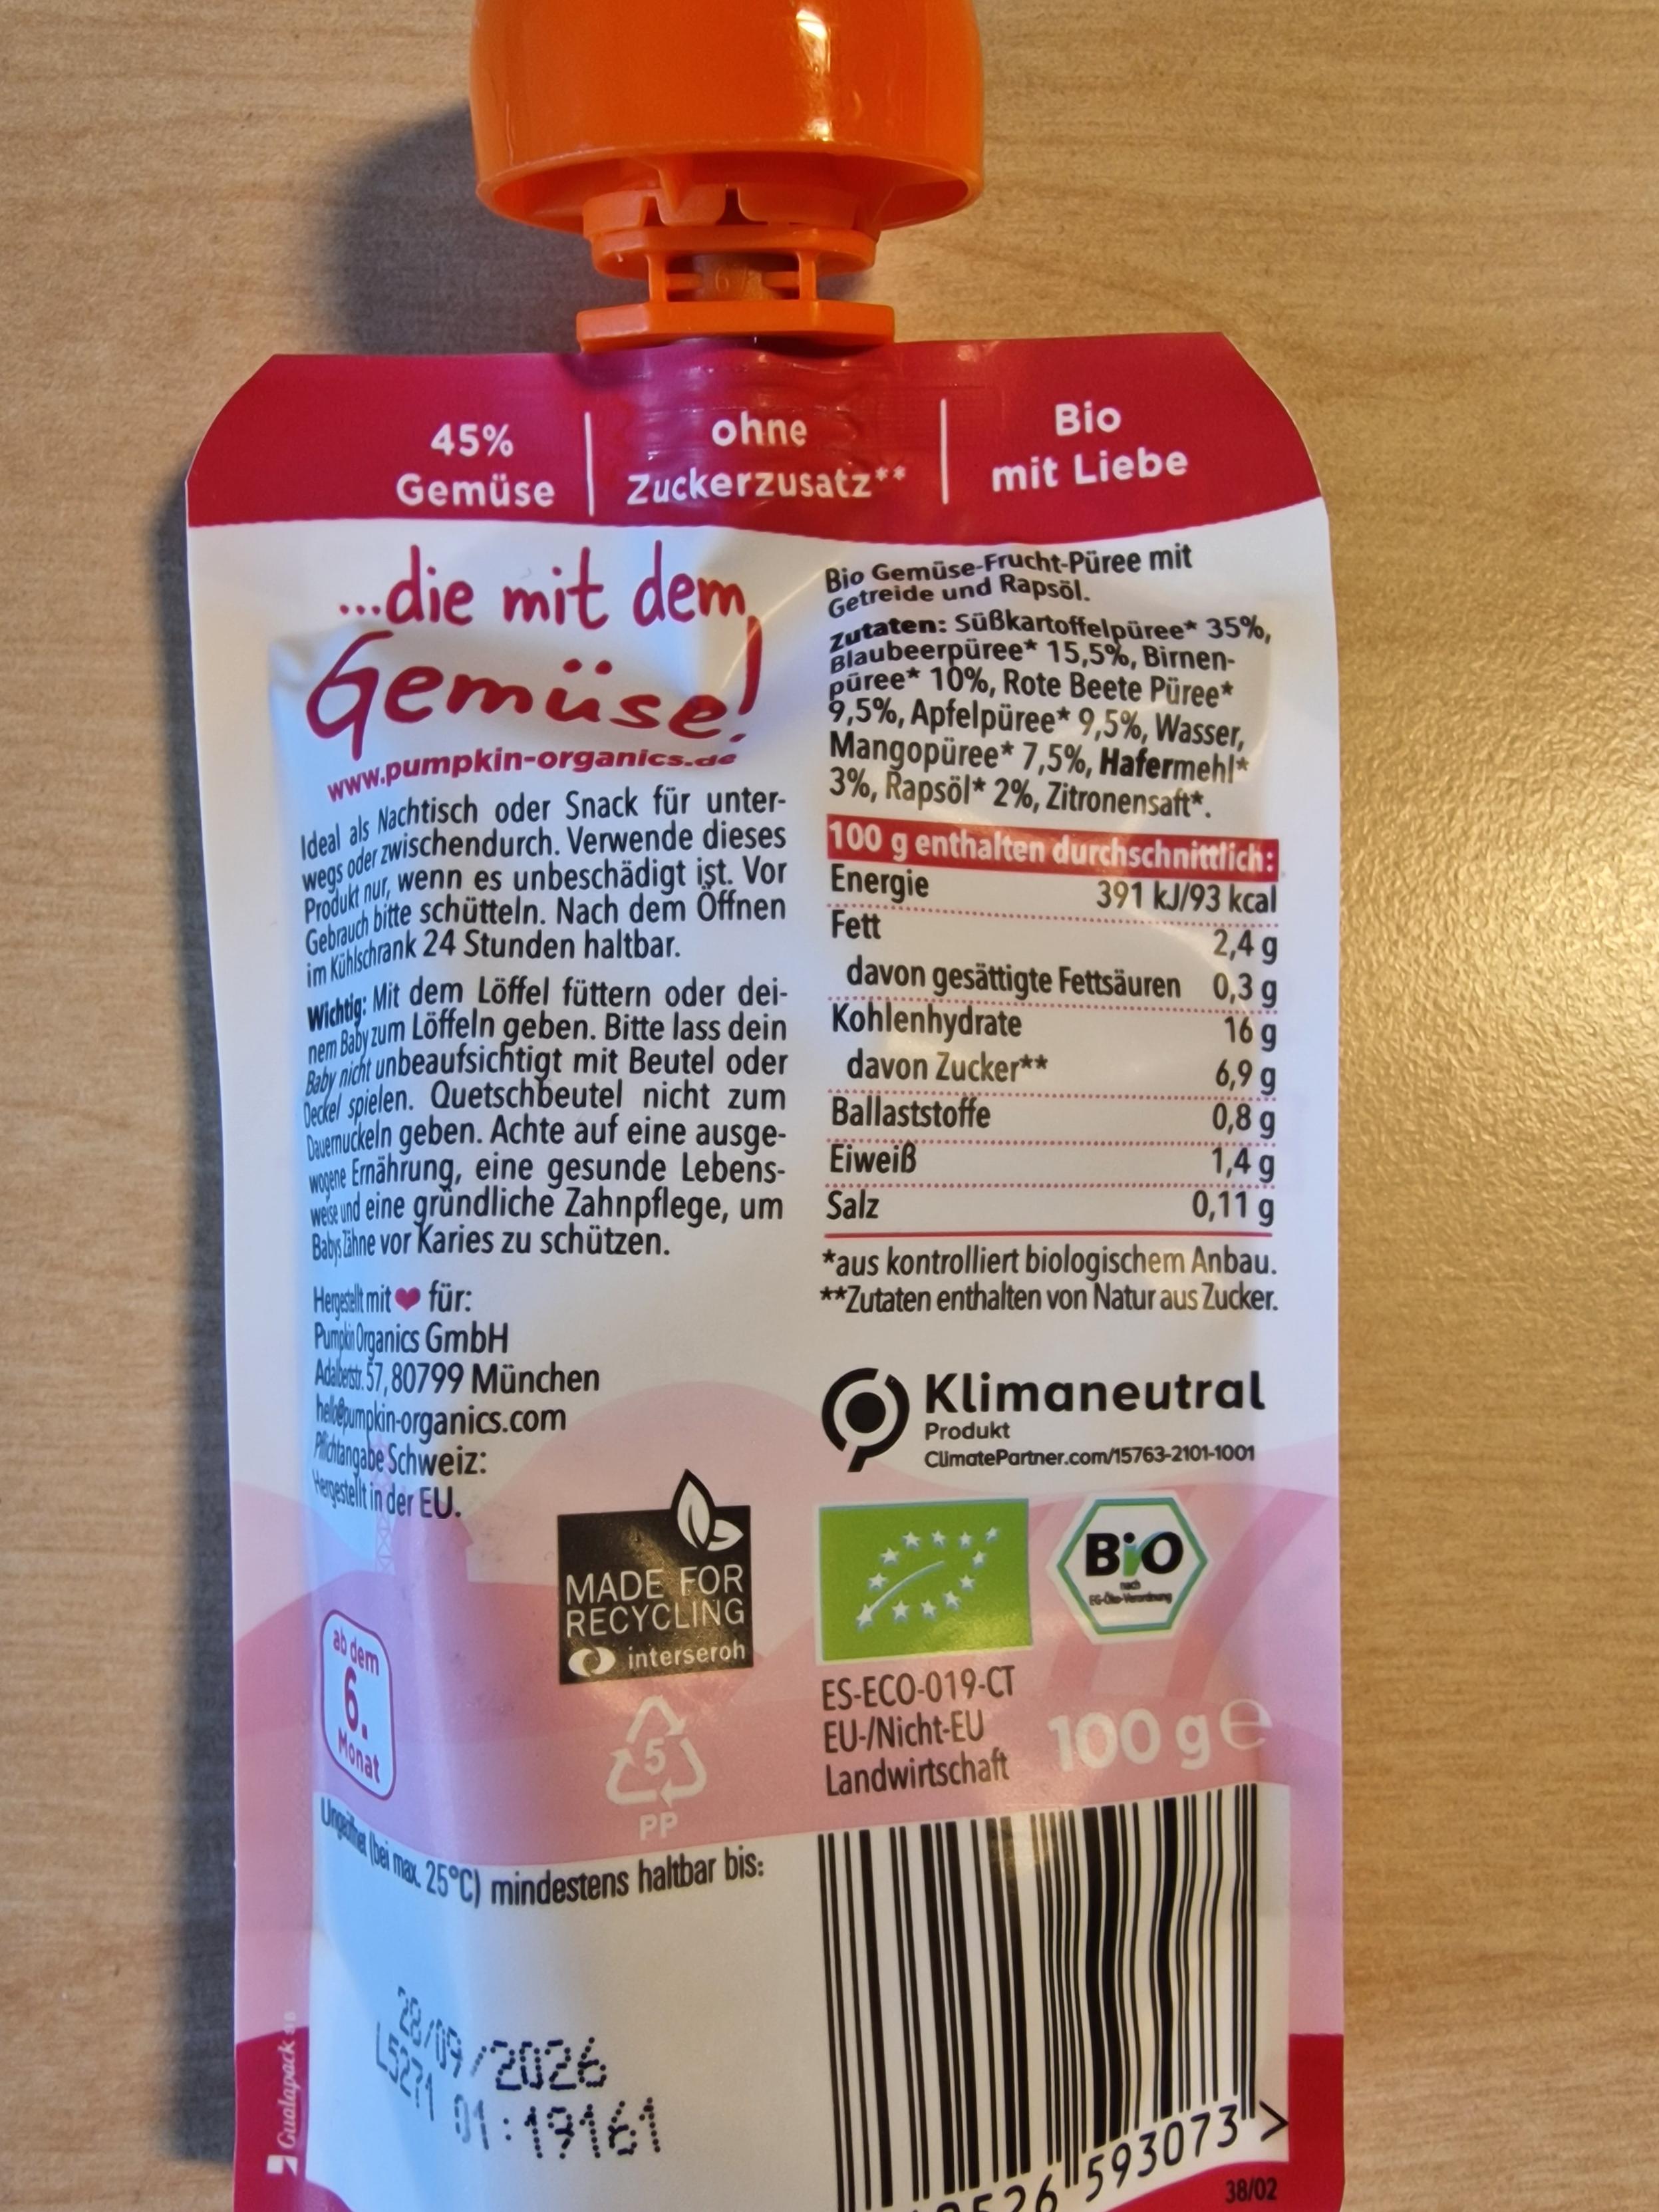 45%
Gemüse
ohne
Zuckerzusatz**
Bio
mit Liebe
...die mit dem
Gemüse!
www.pumpkin-organics.de
Ideal als Nachtisch oder Snack für unter-
wegs oder zwischendurch. Verwende dieses
Produkt nur, wenn es unbeschädigt ist. Vor
Gebrauch bitte schütteln. Nach dem Öffnen
im Kühlschrank 24 Stunden haltbar.
Wichtig: Mit dem Löffel füttern oder dei-
nem Baby zum Löffeln geben. Bitte lass dein
Baby nicht unbeaufsichtigt mit Beutel oder
Deckel spielen. Quetschbeutel nicht zum
Dauernuckeln geben. Achte auf eine ausge-
wogene Ernährung, eine gesunde Lebens-
weise und eine gründliche Zahnpflege, um
Babys Zähne vor Karies zu schützen.
Hergestellt mit ♥ für:
Pumpkin Organics GmbH
Adalbertstr. 57, 80799 München
hello@pumpkin-organics.com
Pflichtangabe Schweiz:
Hergestellt in der EU.
MADE FOR
RECYCLING
interseroh
5
PP
ab dem
6.
Monat
Ungeöffnet (bei max. 25°C) mindestens haltbar bis:
28/09/2026
L5271 01:19161
Gualapack
Bio Gemüse-Frucht-Püree mit
Getreide und Rapsöl.
Zutaten: Süßkartoffelpüree* 35%,
Blaubeerpüree* 15,5%, Birnen-
püree* 10%, Rote Beete Püree*
9,5%, Apfelpüree* 9,5%, Wasser,
Mangopüree* 7,5%, Hafermehl*
3%, Rapsöl* 2%, Zitronensaft*.
100 g enthalten durchschnittlich:
Energie 391 kJ/93 kcal
Fett 2,4 g
davon gesättigte Fettsäuren 0,3 g
Kohlenhydrate 16 g
davon Zucker** 6,9 g
Ballaststoffe 0,8 g
Eiweiß 1,4 g
Salz 0,11 g
*aus kontrolliert biologischem Anbau.
**Zutaten enthalten von Natur aus Zucker.
Klimaneutral
Produkt
ClimatePartner.com/15763-2101-1001
Bio
nach
EG-Öko-Verordnung
ES-ECO-019-CT
EU-/Nicht-EU
Landwirtschaft
100 g e
593073 >
38/02